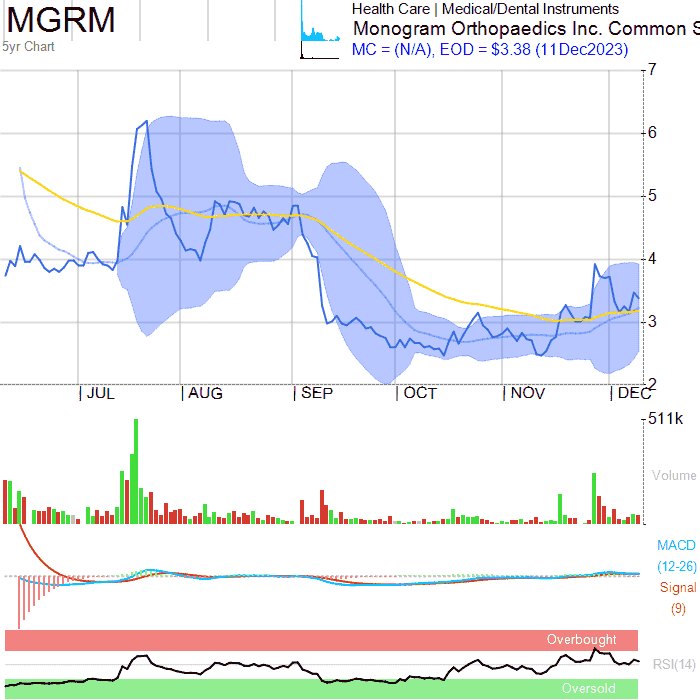 MGRM
5yr Chart
Health Care | Medical/Dental Instruments
Monogram Orthopaedics Inc. Common S
MC = (N/A), EOD = $3.38 (11Dec2023)
7
6
5
4
3
2
JUL
AUG
SEP
OCT
NOV
DEC
511k
Volume
MACD
(12-26)
Signal
(9)
Overbought
RSI(14)
Oversold